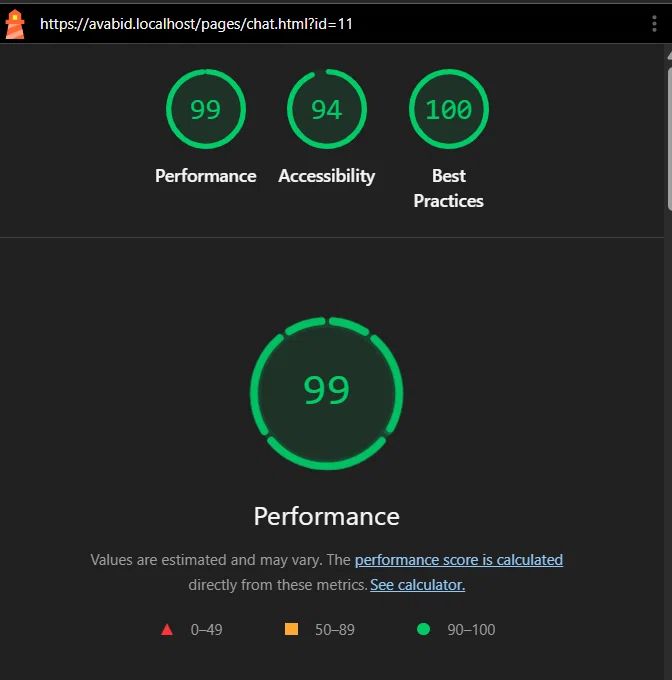 https://avabid.localhost/pages/chat.html?id=11
99
94
100
Performance
Accessibility
Best
Practices
99
Performance
Values are estimated and may vary. The performance score is calculated
directly from these metrics. See calculator.
0–49
50–89
90–100